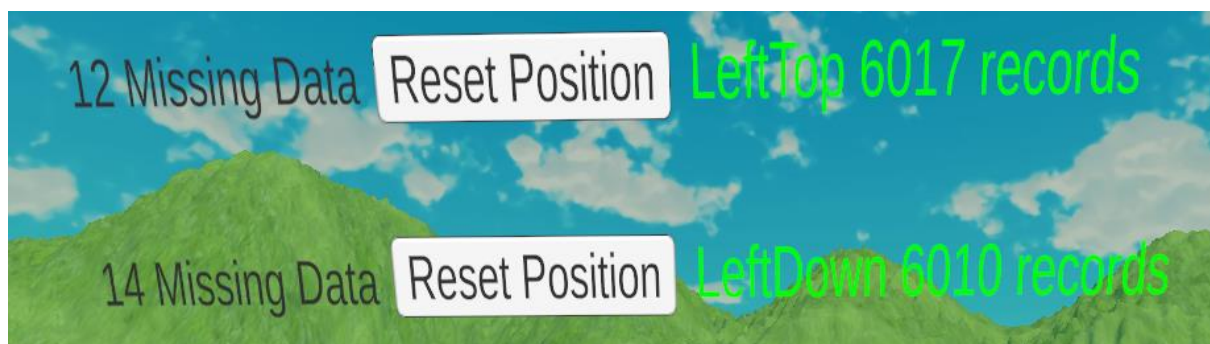 12 Missing Data Reset Position LeftTop 6017 records
14 Missing Data Reset Position LeftDown 6010 records